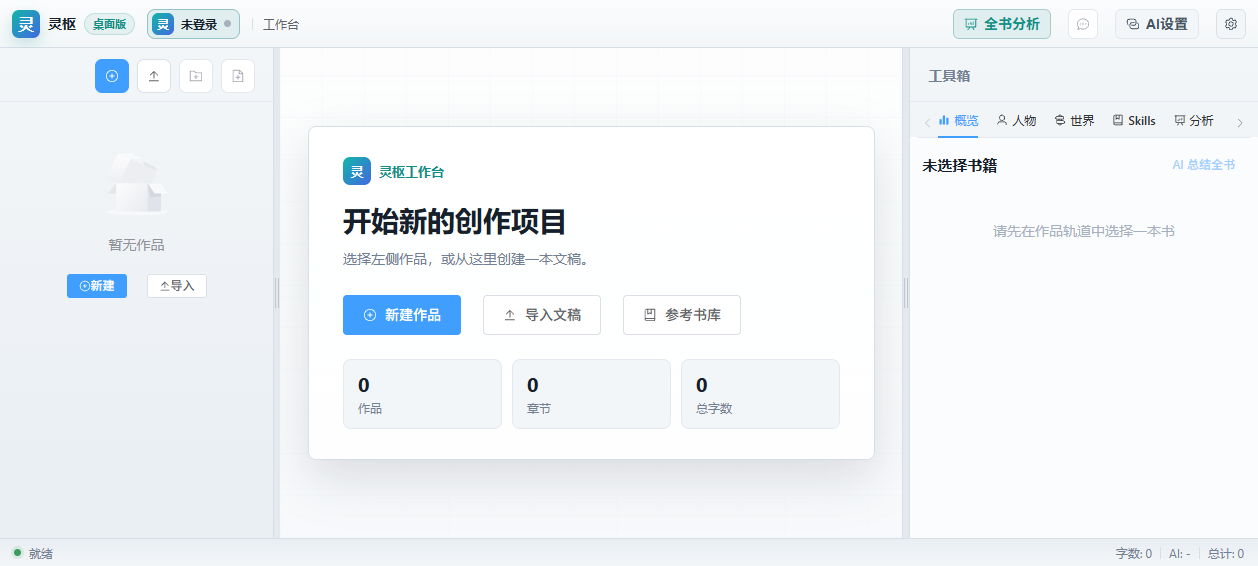 灵 灵枢 桌面版 灵 未登录 工作台 全书分析 AI设置
工具箱
概览 人物 世界 Skills 分析
未选择书籍 AI 总结全书
请先在作品轨道中选择一本书
暂无作品
新建 导入
灵 灵枢工作台
开始新的创作项目
选择左侧作品，或从这里创建一本文稿。
新建作品 导入文稿 参考书库
0 0 0
作品 章节 总字数
就绪 字数: 0 AI: - 总计: 0